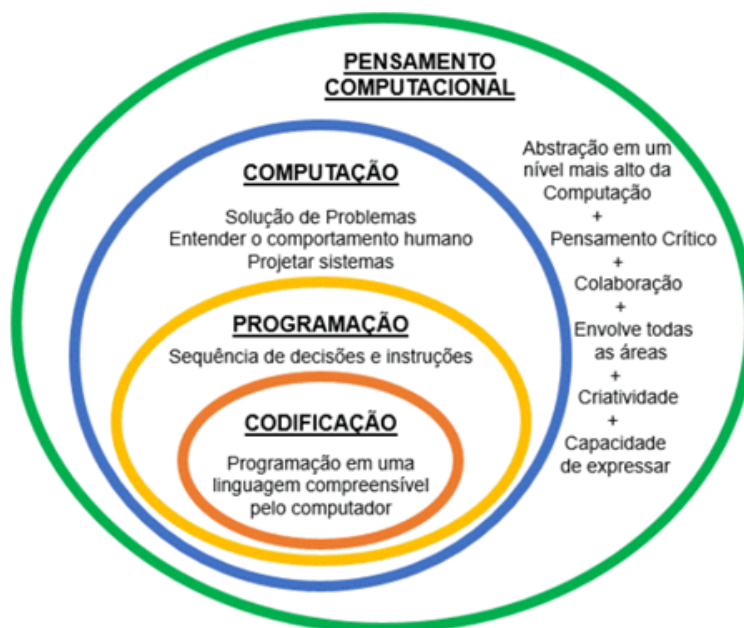 PENSAMENTO
COMPUTACIONAL
COMPUTAÇÃO
Solução de Problemas
Entender o comportamento humano
Projetar sistemas
PROGRAMAÇÃO
Sequência de decisões e instruções
CODIFICAÇÃO
Programação em uma
linguagem compreensível
pelo computador
Abstração em um
nível mais alto da
Computação
+
Pensamento Crítico
+
Colaboração
+
Envolve todas
as áreas
+
Criatividade
+
Capacidade
de expressar